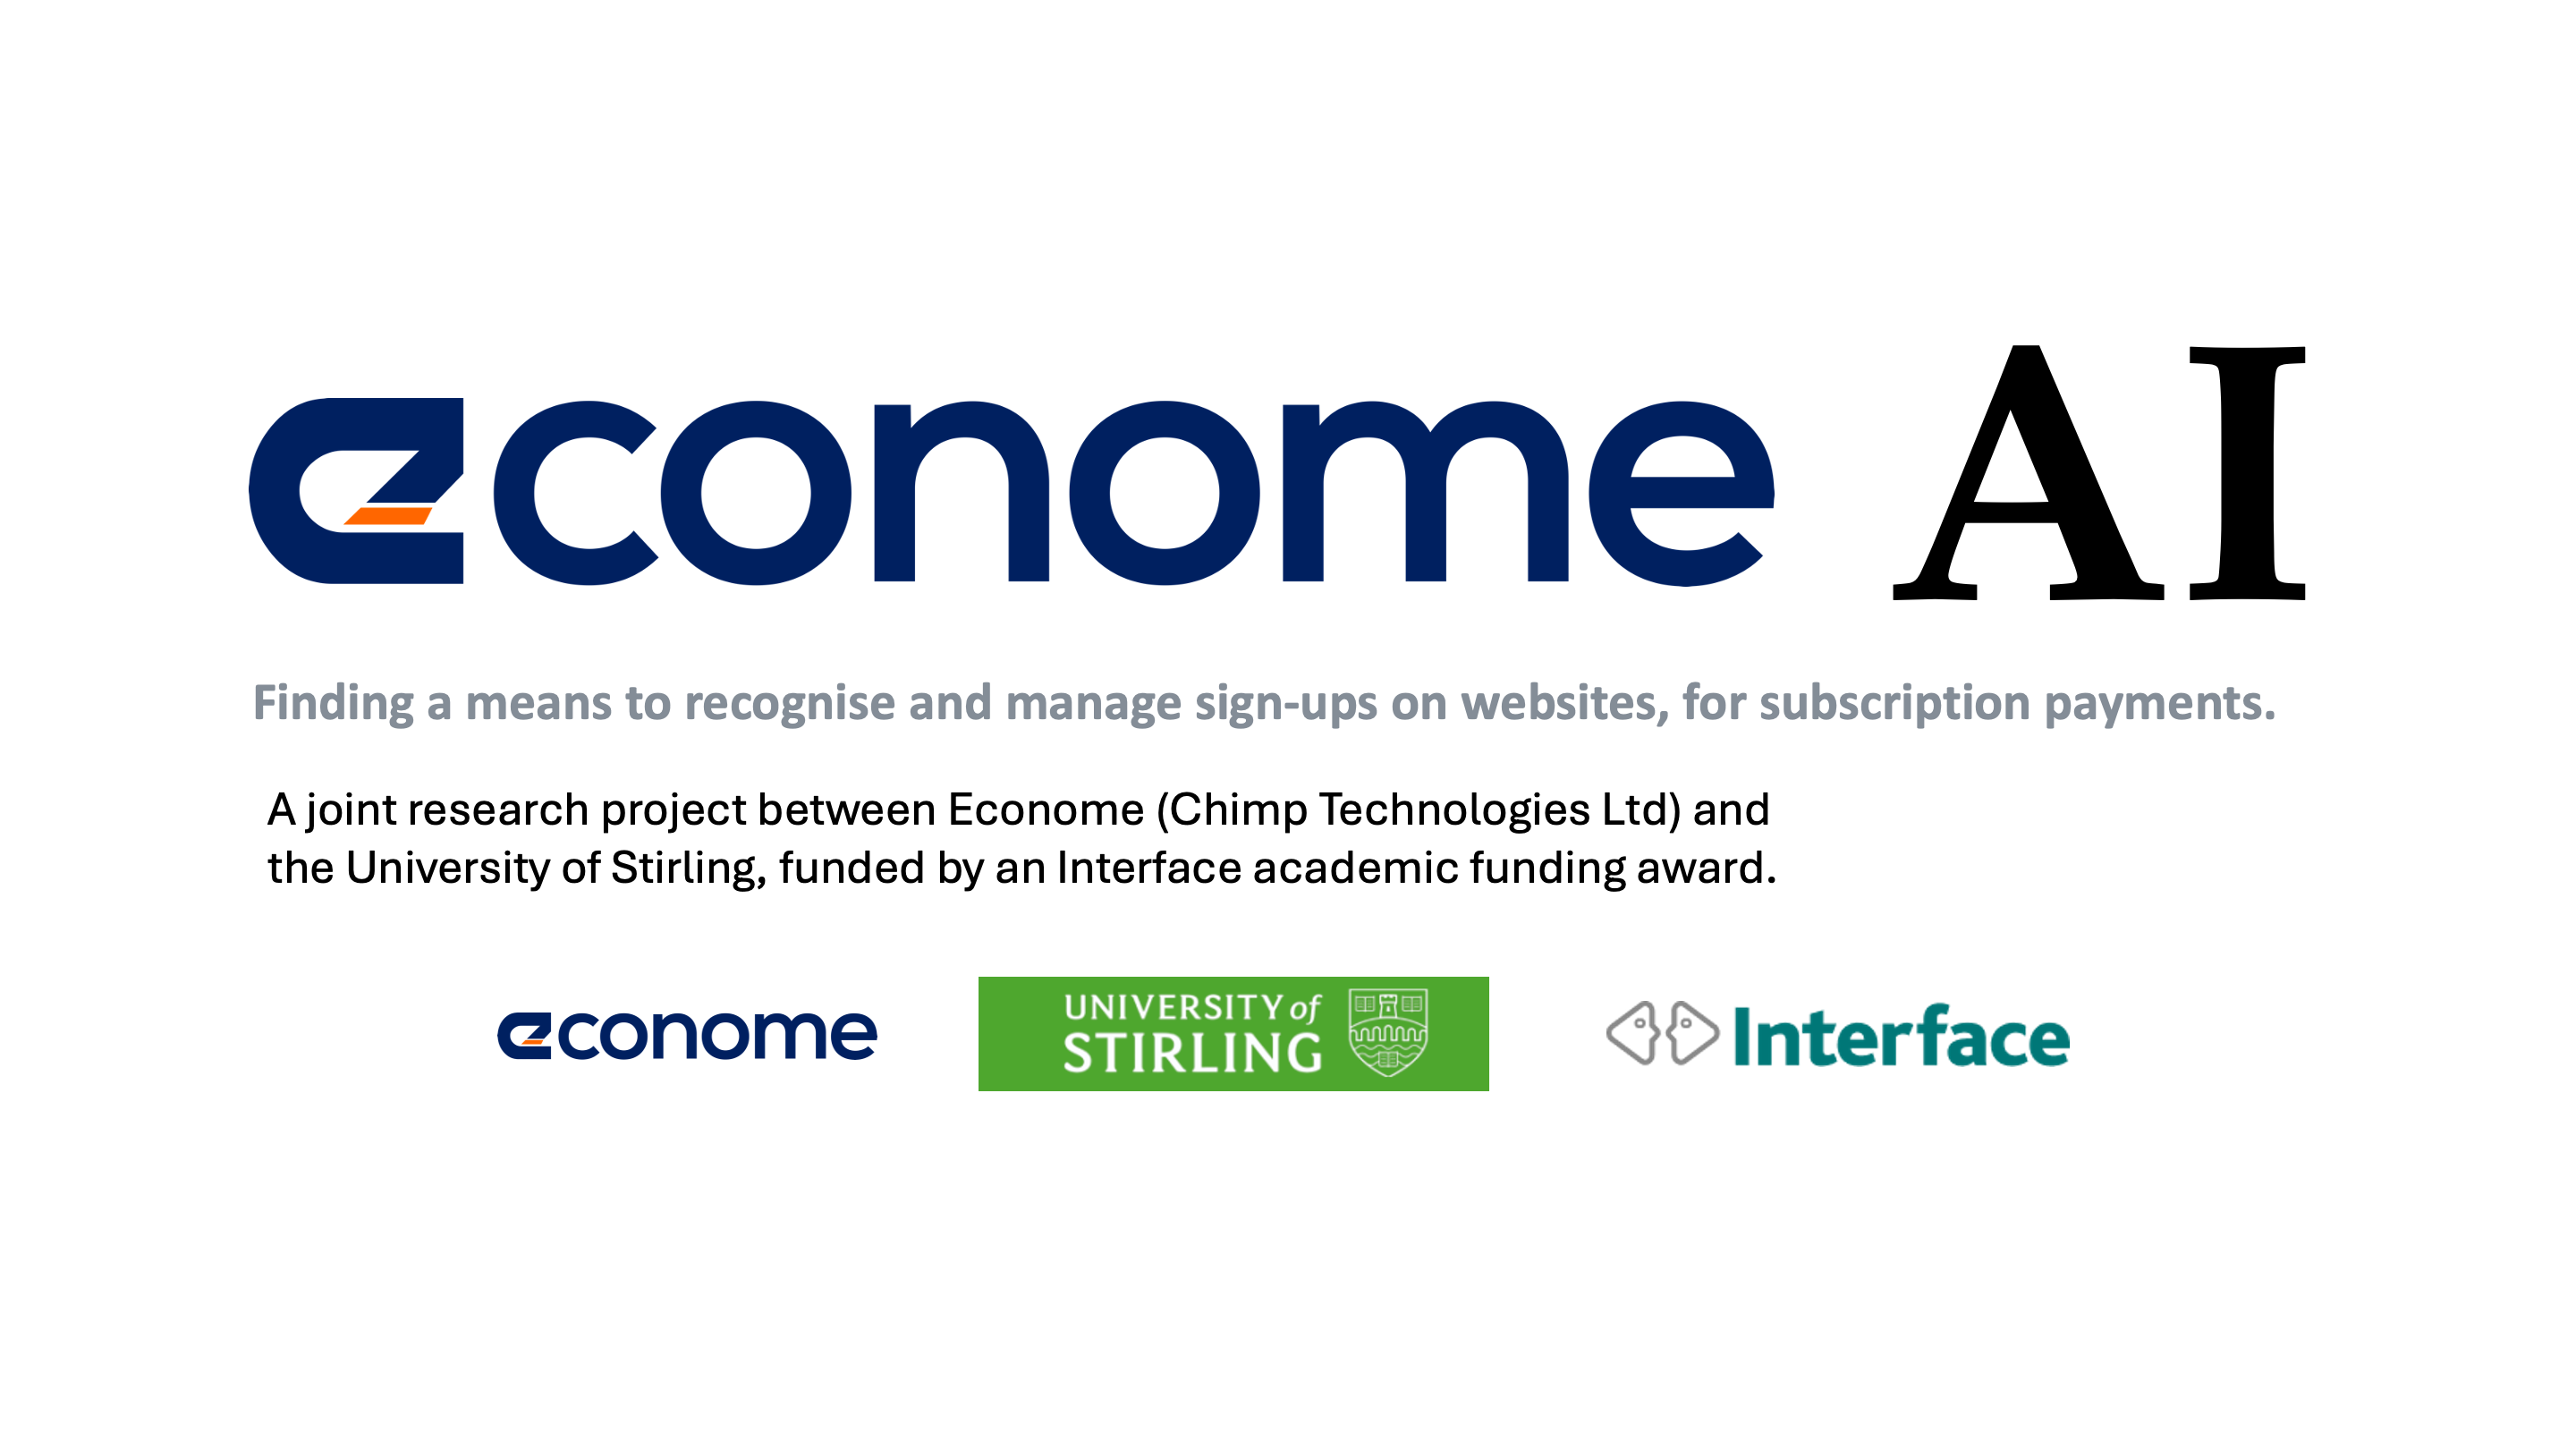 econome AI
Finding a means to recognise and manage sign-ups on websites, for subscription payments.
A joint research project between Econome (Chimp Technologies Ltd) and
the University of Stirling, funded by an Interface academic funding award.
econome
UNIVERSITY of
STIRLING
Interface